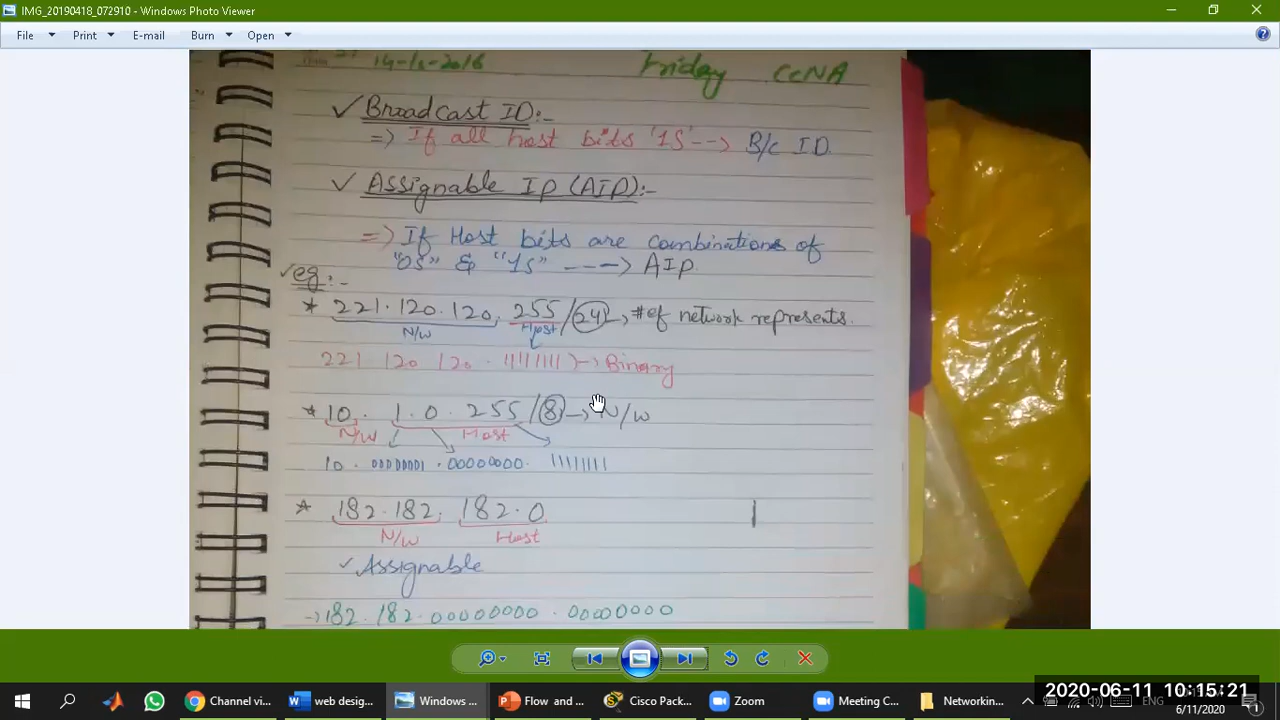 IMG_20190418_072910 - Windows Photo Viewer
File Print E-mail Burn Open
Friday CCNA
✓ Broadcast ID:-
=> If all host bits '1S' --> B/c ID
✓ Assignable IP (AIP):-
=> If Host bits are combinations of
"0S" & "1S" ----> AIP
✓ eg:-
* 221.120.120.255/24 → #of network represents.
N/w Host
221 120 120 . 11111111 → Binary
* 10. 1.0.255/8 → N/w
N/w Host
10 . 00000001 . 00000000 . 11111111
* 182.182. 182.0
N/w Host
✓ Assignable
→ 182.182.00000000.00000000
Channel vi... web desig... Windows ... Flow and ... Cisco Pack... Zoom Meeting C... Networkin... ENG
2020-06-11 10:15:21
6/11/2020